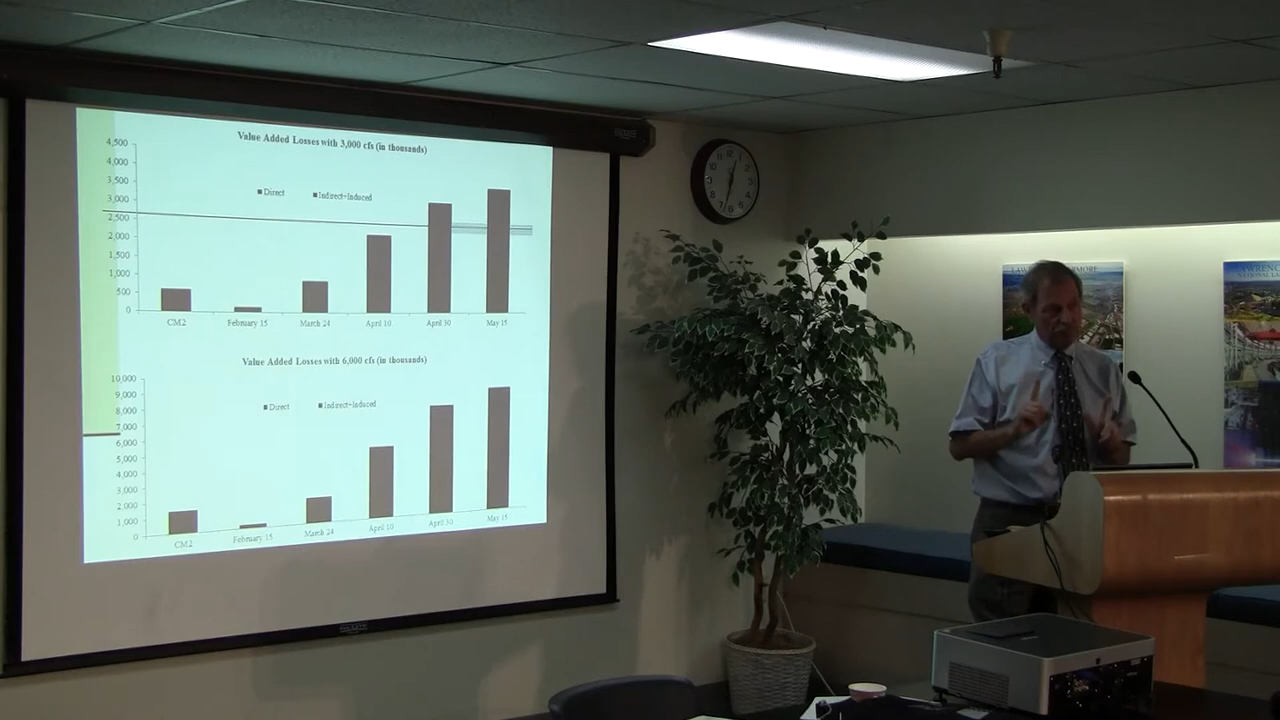 Value Added Losses with 3,000 cfs (in thousands)
4,500
4,000
3,500
3,000
2,500
2,000
1,500
1,000
500
0
Direct
Indirect+Induced
CM2
February 15
March 24
April 10
April 30
May 15
Value Added Losses with 6,000 cfs (in thousands)
10,000
9,000
8,000
7,000
6,000
5,000
4,000
3,000
2,000
1,000
0
Direct
Indirect+Induced
CM2
February 15
March 24
April 10
April 30
May 15